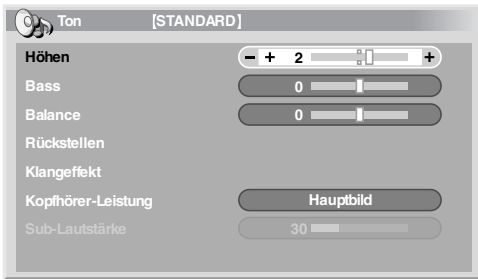 Ton [STANDARD]
Höhen - + 2 +
Bass 0
Balance 0
Rückstellen
Klangeffekt
Kopfhörer-Leistung Hauptbild
Sub-Lautstärke 30